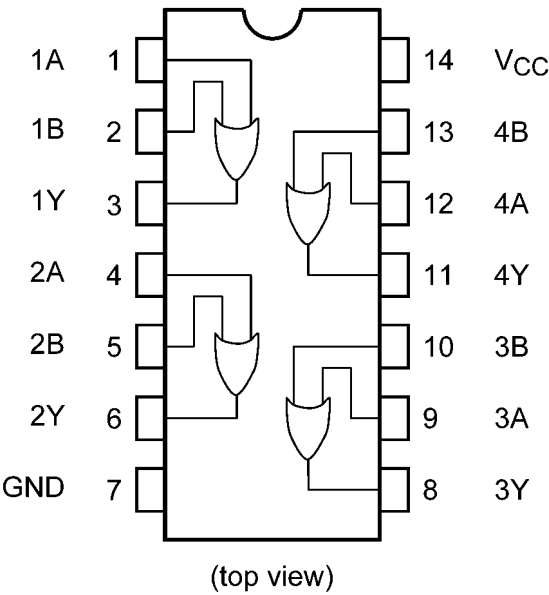 1A 1 14 VCC
1B 2 13 4B
1Y 3 12 4A
2A 4 11 4Y
2B 5 10 3B
2Y 6 9 3A
GND 7 8 3Y
(top view)